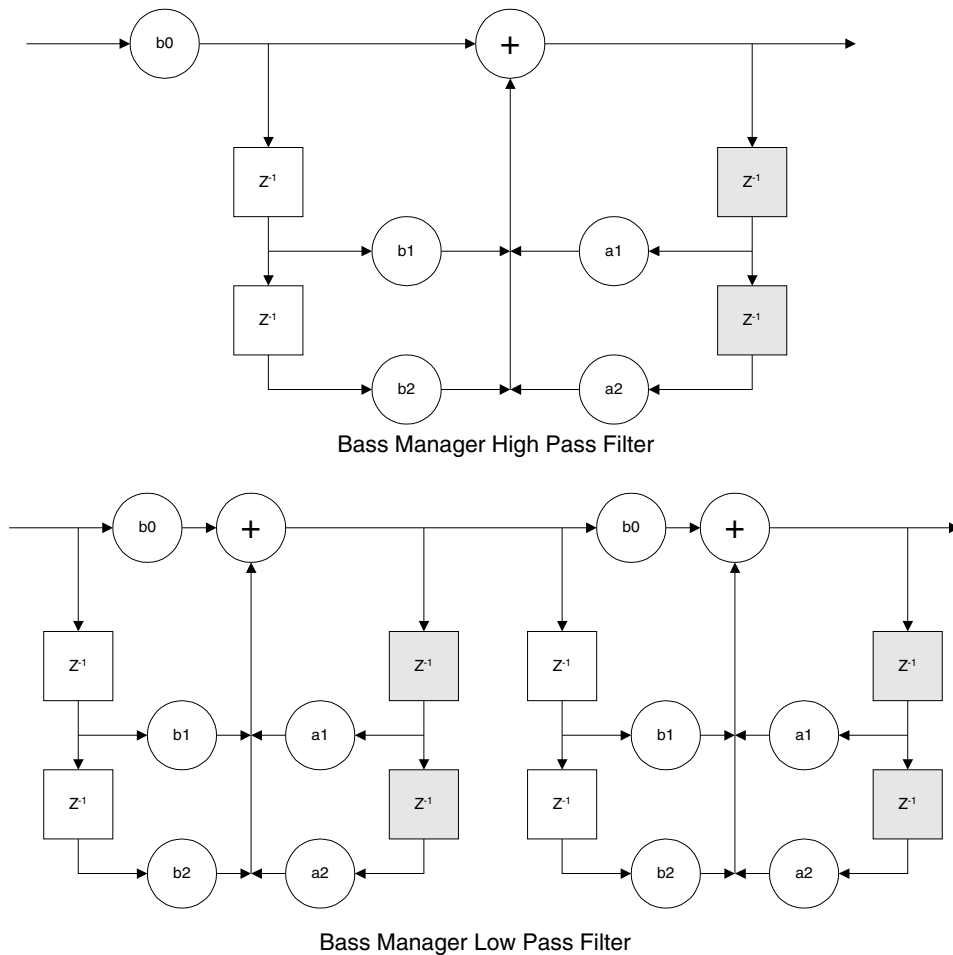 b0 +
Z-1 Z-1
b1 a1
Z-1 Z-1
b2 a2
Bass Manager High Pass Filter
b0 + b0 +
Z-1 Z-1 Z-1 Z-1
b1 a1 b1 a1
Z-1 Z-1 Z-1 Z-1
b2 a2 b2 a2
Bass Manager Low Pass Filter